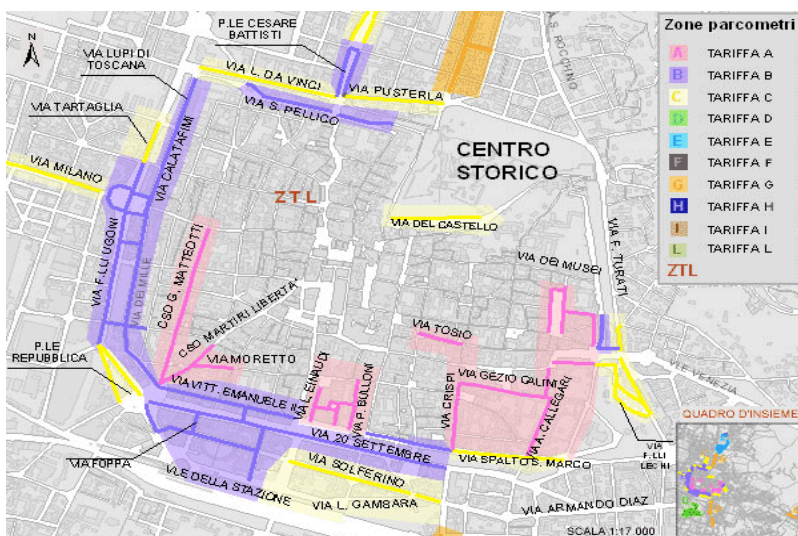 P.LE CESARE
BATTISTI
N
VIA LUPI DI
TOSCANA
VIA L. DA VINCI
VIA PUSTERLA
VIA S. PELLICO
VIA TARTAGLIA
VIA CALATAFIMI
VIA MILANO
CENTRO
STORICO
S. ROCCHINO
ZTL
VIA DEL CASTELLO
VIA F. TURATI
VIA DEI MUSEI
VIA F.LLI UGONI
VIA DEI MILLE
CSO G. MATTEOTTI
CSO MARTIRI LIBERTA'
VIA MORETTO
P.LE
REPUBBLICA
VIA TOSIO
VIA VITT. EMANUELE II
VIA L. EINAUDI
VIA P. BULLONI
VIA CRISPI
VIA GEZIO CALINI
VIA A. CALLEGARI
V.LE VENEZIA
VIA 20 SETTEMBRE
VIA FOPPA
VIA SOLFERINO
VIA SPALTO S. MARCO
VIA
F.LLI
LECHI
V.LE DELLA STAZIONE
VIA L. GAMBARA
VIA ARMANDO DIAZ
SCALA 1:17 000
Zone parcometri
A TARIFFA A
B TARIFFA B
C TARIFFA C
D TARIFFA D
E TARIFFA E
F TARIFFA F
G TARIFFA G
H TARIFFA H
I TARIFFA I
L TARIFFA L
ZTL
QUADRO D'INSIEME